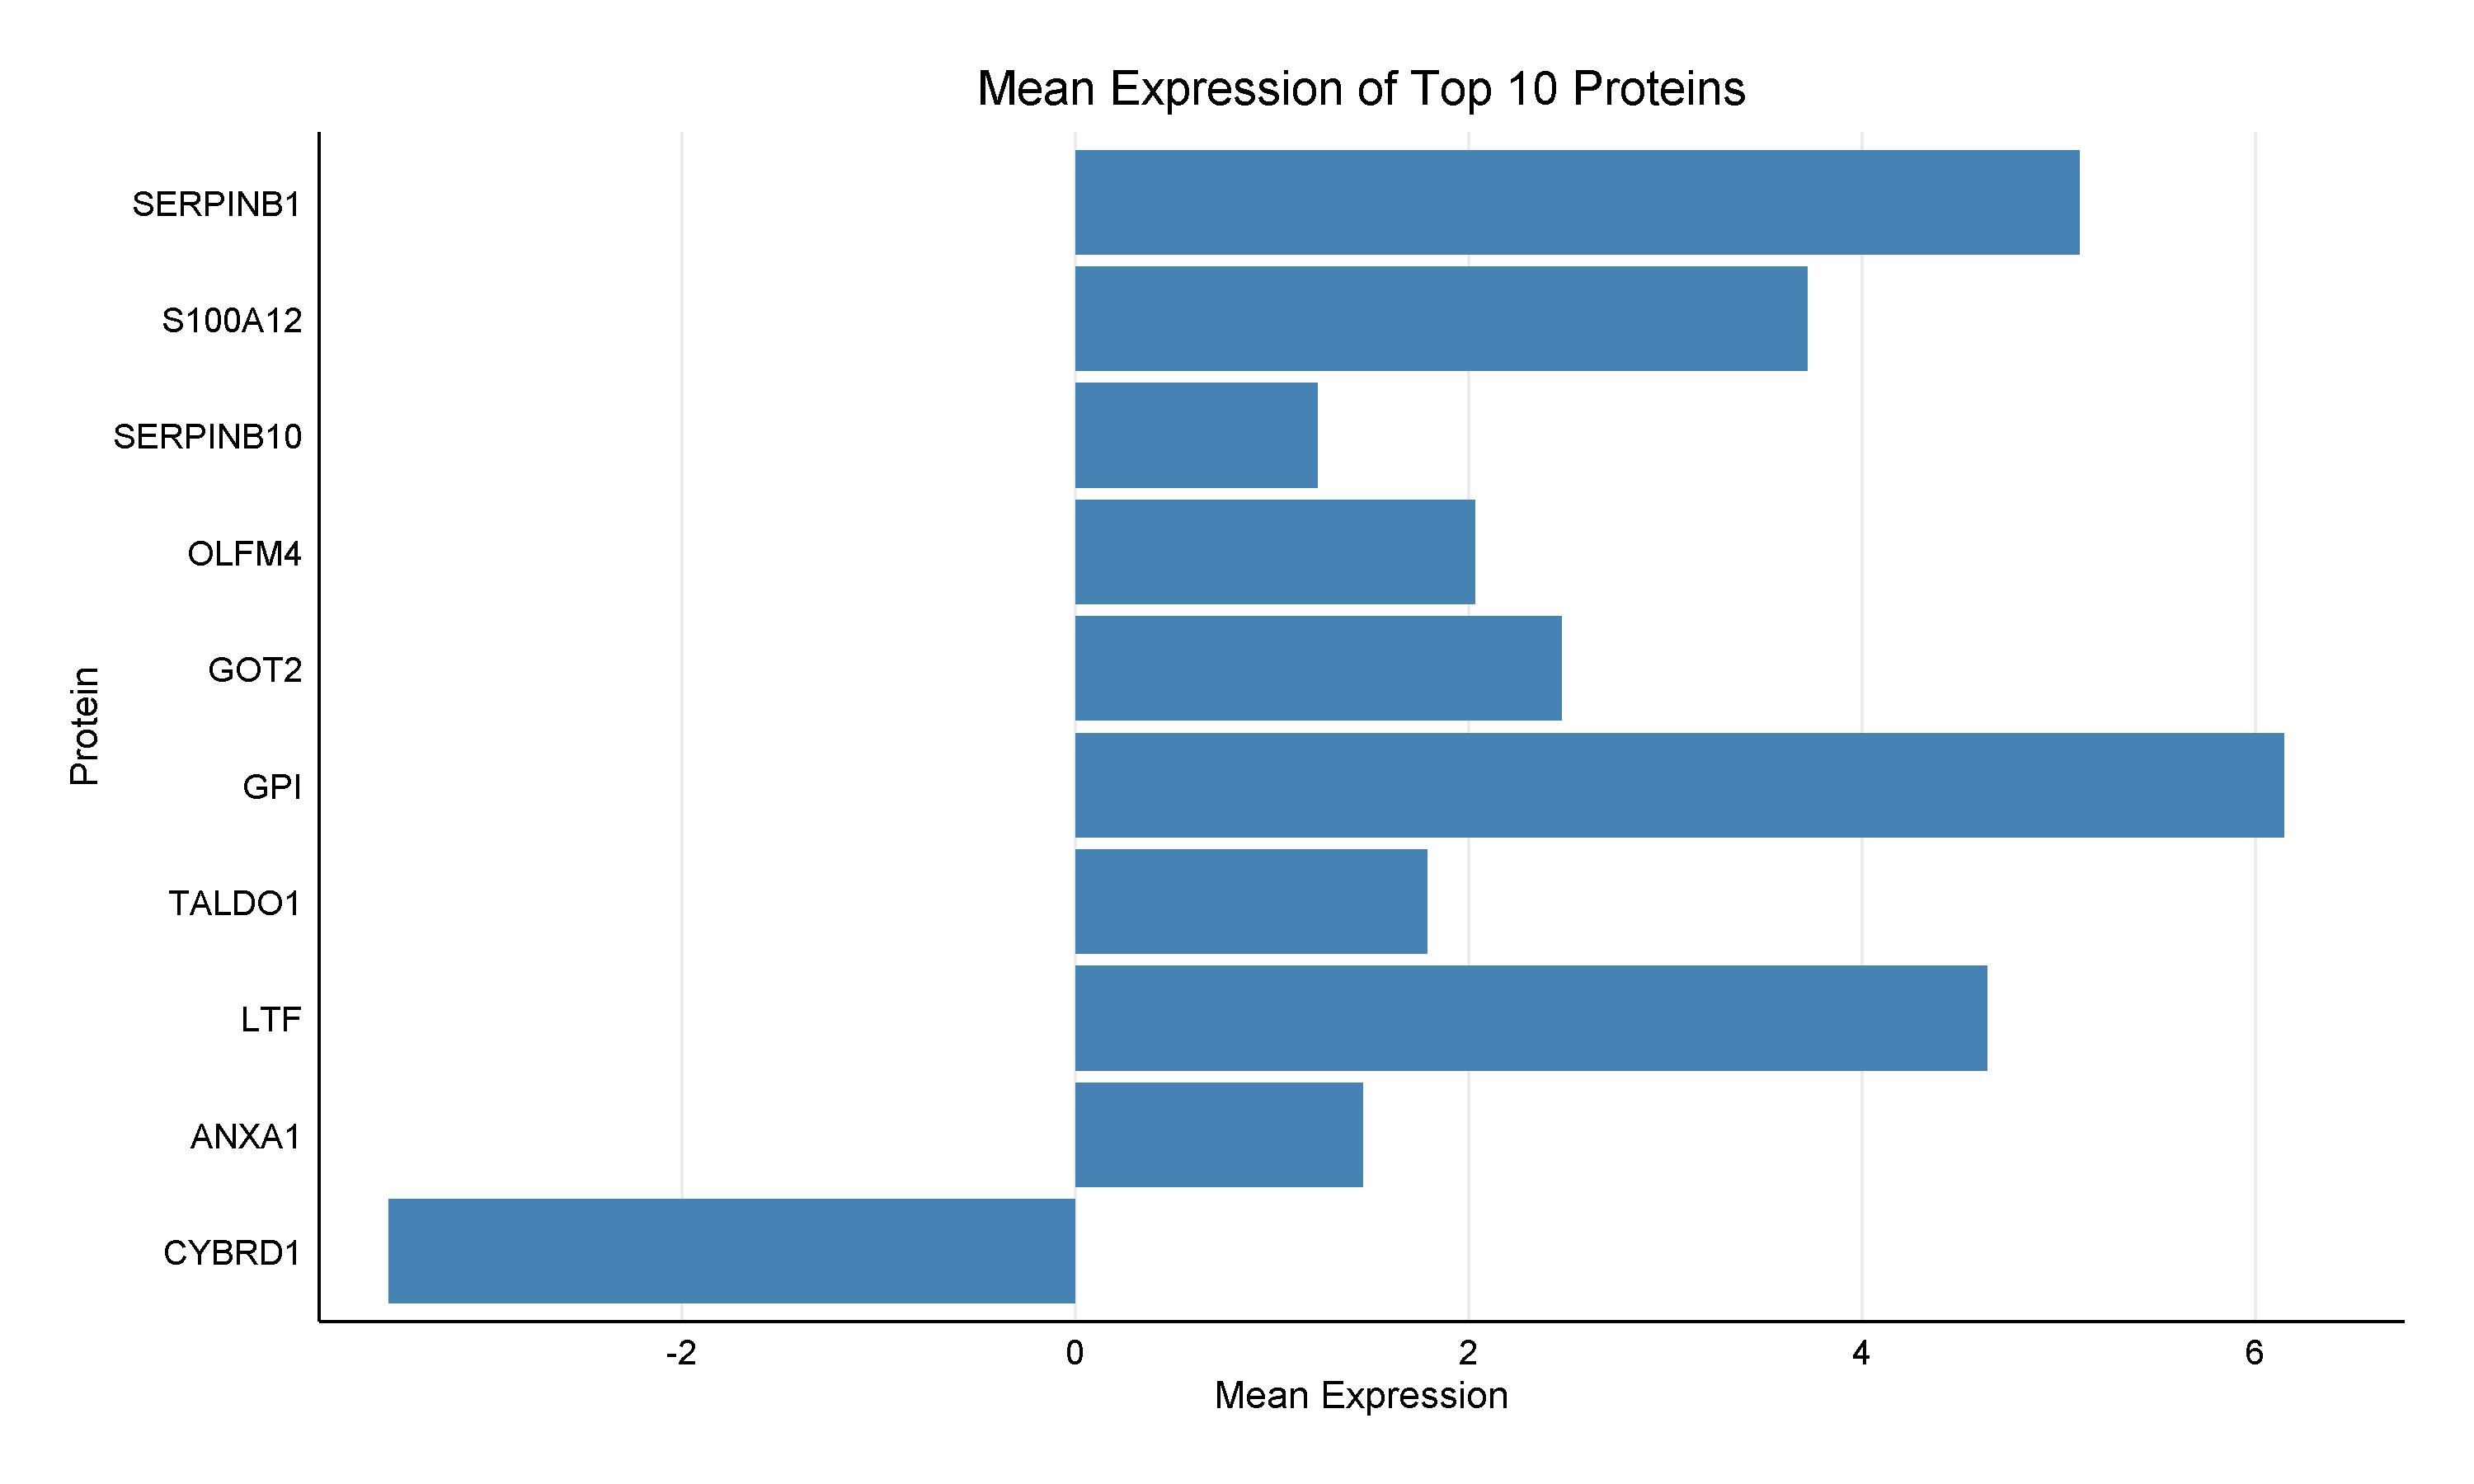 Mean Expression of Top 10 Proteins
SERPINB1
S100A12
SERPINB10
OLFM4
GOT2
GPI
TALDO1
LTF
ANXA1
CYBRD1
Protein
-2 0 2 4 6
Mean Expression